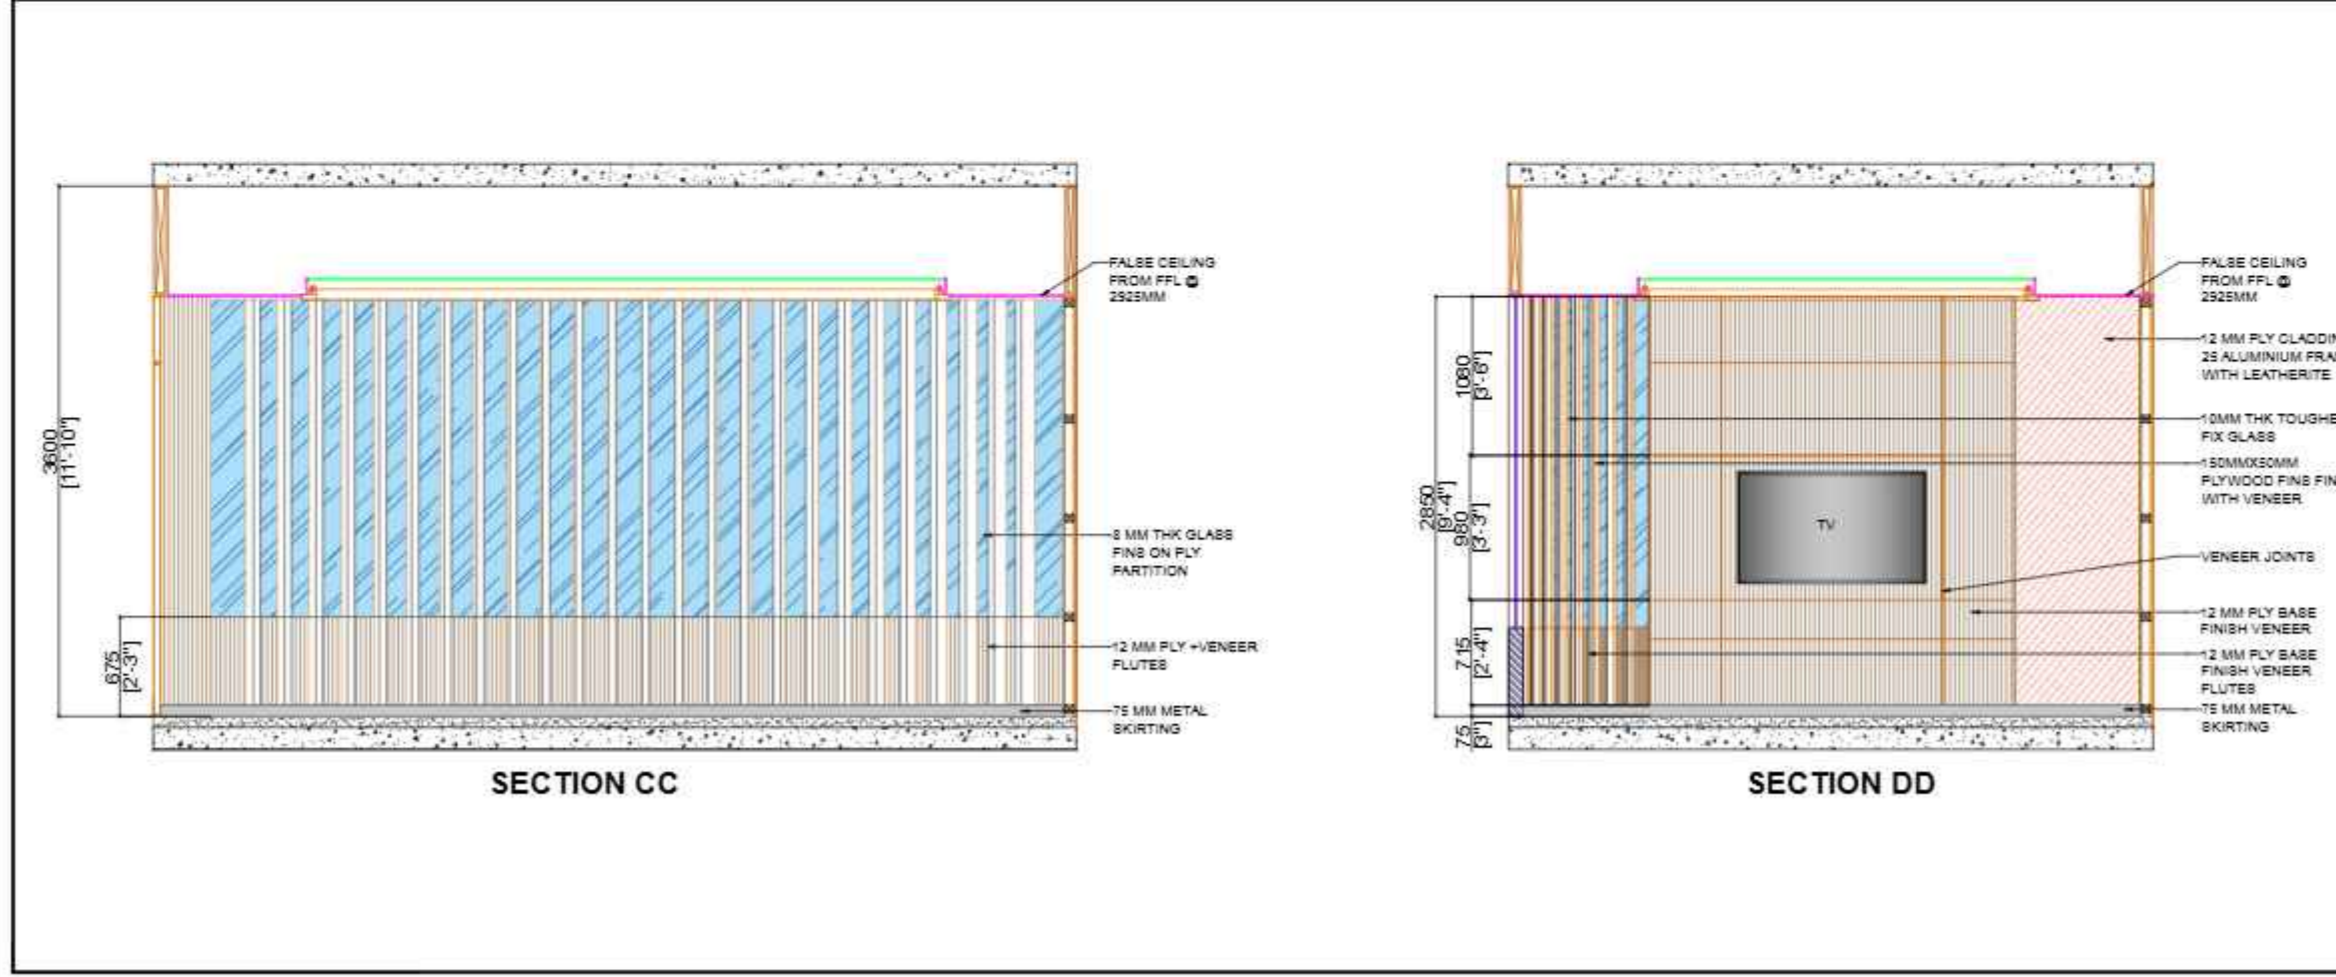 3600
[11'-10"]
675
[2'-3"]
FALSE CEILING
FROM FFL @
2925MM
8 MM THK GLASS
FINS ON PLY
PARTITION
12 MM PLY +VENEER
FLUTES
75 MM METAL
SKIRTING
SECTION CC
2850
[9'-4"]
1080
[3'-6"]
980
[3'-3"]
715
[2'-4"]
75
[3"]
TV
FALSE CEILING
FROM FFL @
2925MM
12 MM PLY CLADDIN
25 ALUMINIUM FRA
WITH LEATHERITE
10MM THK TOUGHE
FIX GLASS
150MMX50MM
PLYWOOD FINS FIN
WITH VENEER
VENEER JOINTS
12 MM PLY BASE
FINISH VENEER
12 MM PLY BASE
FINISH VENEER
FLUTES
75 MM METAL
SKIRTING
SECTION DD